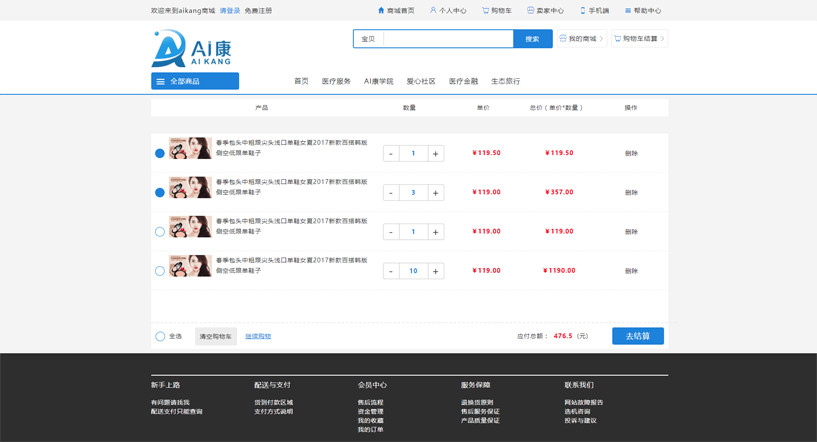 欢迎来到aikang商城 请登录 免费注册 商城首页 个人中心 购物车 卖家中心 手机端 帮助中心
Ai康
AI KANG
宝贝 搜索 我的商城 购物车结算
全部商品 首页 医疗服务 AI康学院 爱心社区 医疗金融 生态旅行
产品 数量 单价 总价（单价*数量） 操作
春季包头中粗跟尖头浅口单鞋女夏2017新款百搭韩版
侧空低跟单鞋子
- 1 + ¥119.50 ¥119.50 删除
春季包头中粗跟尖头浅口单鞋女夏2017新款百搭韩版
侧空低跟单鞋子
- 3 + ¥119.00 ¥357.00 删除
春季包头中粗跟尖头浅口单鞋女夏2017新款百搭韩版
侧空低跟单鞋子
- 1 + ¥119.00 ¥119.00 删除
春季包头中粗跟尖头浅口单鞋女夏2017新款百搭韩版
侧空低跟单鞋子
- 10 + ¥119.00 ¥1190.00 删除
全选 清空购物车 继续购物 应付总额： 476.5 (元) 去结算
新手上路 配送与支付 会员中心 服务保障 联系我们
有问题请找我 货到付款区域 售后流程 退换货原则 网站故障报告
配送支付只能查询 支付方式说明 资金管理 售后服务保证 选机咨询
我的收藏 产品质量保证 投诉与建议
我的订单